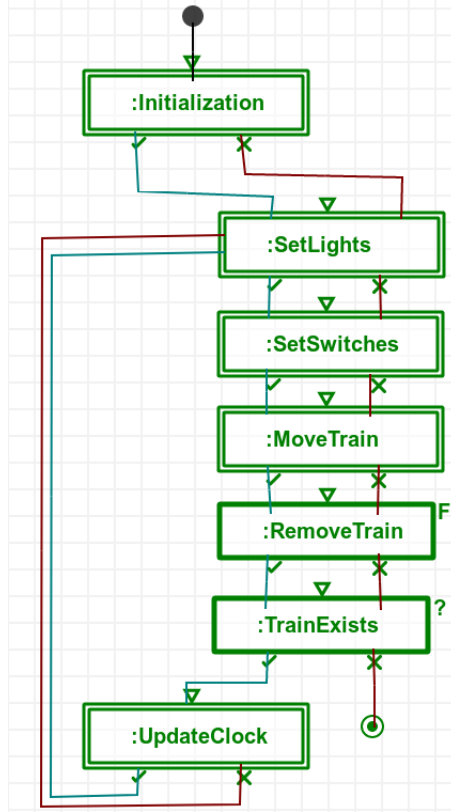 :Initialization
:SetLights
:SetSwitches
:MoveTrain
F
:RemoveTrain
?
:TrainExists
:UpdateClock